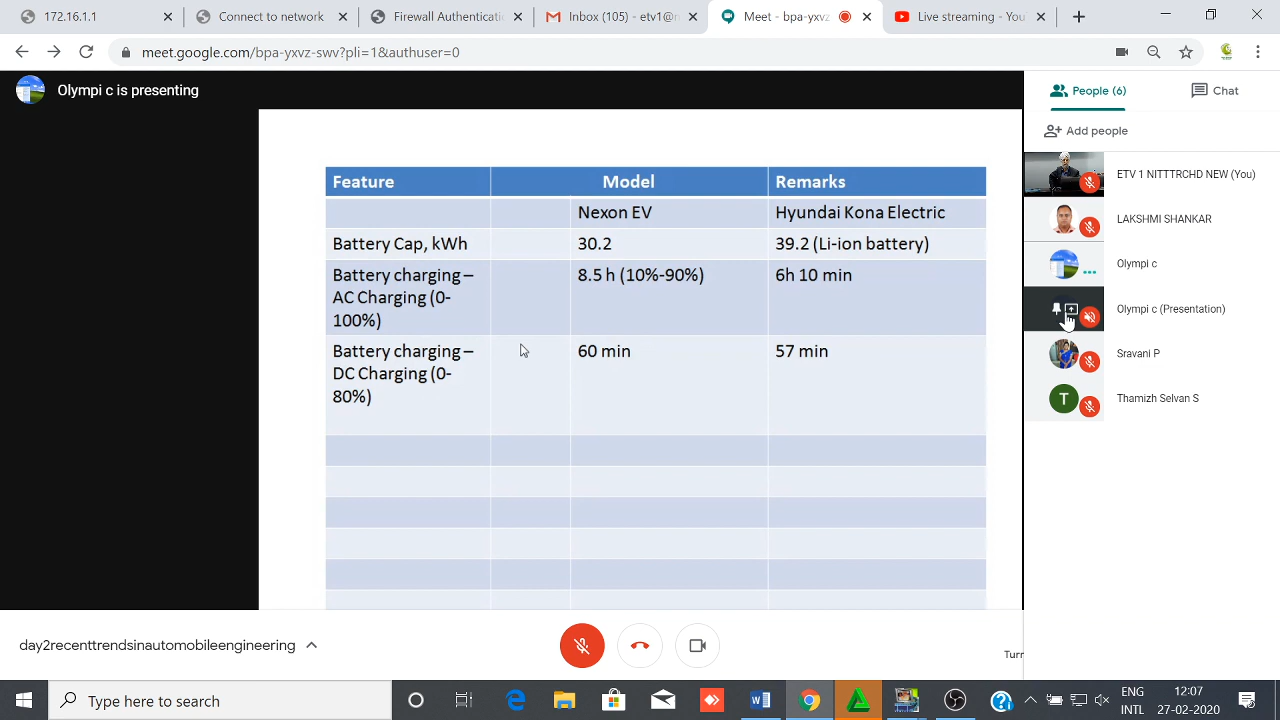 172.16.1.1
Connect to network
Firewall Authenticati
Inbox (105) - etv1@n
Meet - bpa-yxvz
Live streaming - You
meet.google.com/bpa-yxvz-swv?pli=1&authuser=0
Olympi c is presenting
People (6)
Chat
Add people
ETV 1 NITTTRCHD NEW (You)
LAKSHMI SHANKAR
Olympi c
Olympi c (Presentation)
Sravani P
T
Thamizh Selvan S
Feature Model Remarks
Nexon EV Hyundai Kona Electric
Battery Cap, kWh 30.2 39.2 (Li-ion battery)
Battery charging – 8.5 h (10%-90%) 6h 10 min
AC Charging (0-
100%)
Battery charging – 60 min 57 min
DC Charging (0-
80%)
day2recenttrendsinautomobileengineering
Turn
Type here to search
ENG 12:07
INTL 27-02-2020